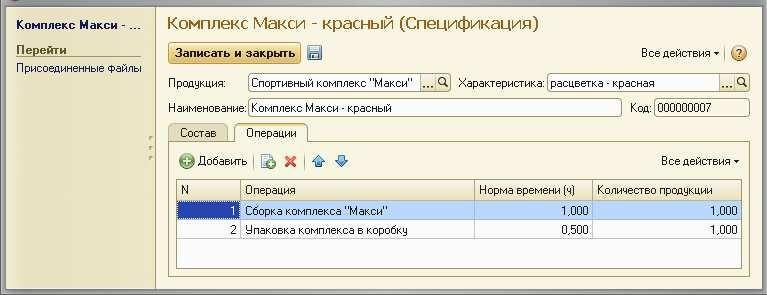 Комплекс Макси - ...
Перейти
Присоединенные файлы
Комплекс Макси - красный (Спецификация)
Записать и закрыть
Все действия
?
Продукция: Спортивный комплекс "Макси" ... Характеристика: расцветка - красная ...
Наименование: Комплекс Макси - красный Код: 000000007
Состав Операции
Добавить Все действия
N Операция Норма времени (ч) Количество продукции
1 Сборка комплекса "Макси" 1,000 1,000
2 Упаковка комплекса в коробку 0,500 1,000